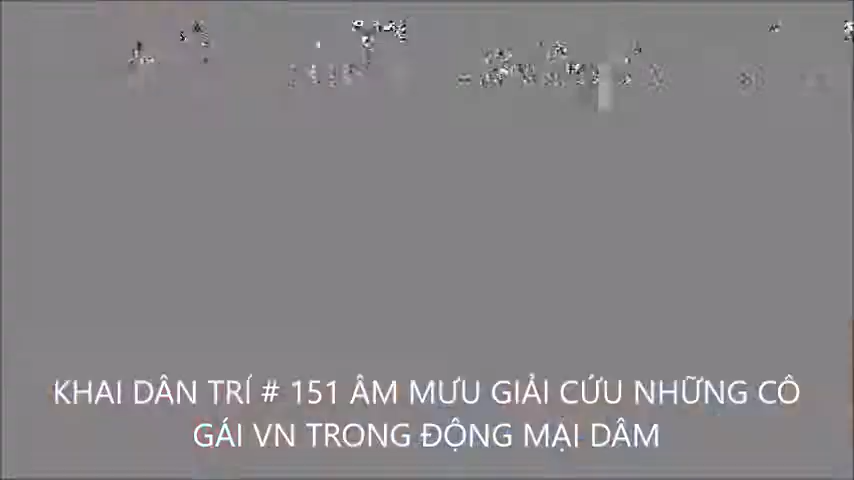 KHAI DÂN TRÍ # 151 ÂM MƯU GIẢI CỨU NHỮNG CÔ
GÁI VN TRONG ĐỘNG MẠI DÂM